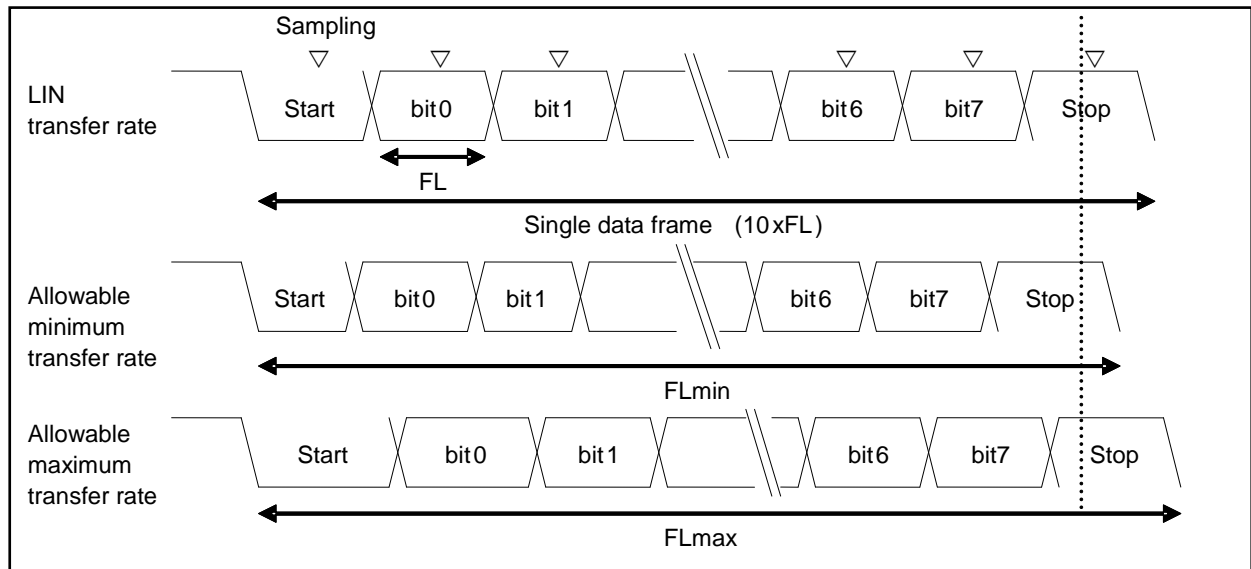 Sampling
LIN
transfer rate
Start bit0 bit1 bit6 bit7 Stop
FL
Single data frame (10xFL)
Allowable
minimum
transfer rate
Start bit0 bit1 bit6 bit7 Stop
FLmin
Allowable
maximum
transfer rate
Start bit0 bit1 bit6 bit7 Stop
FLmax